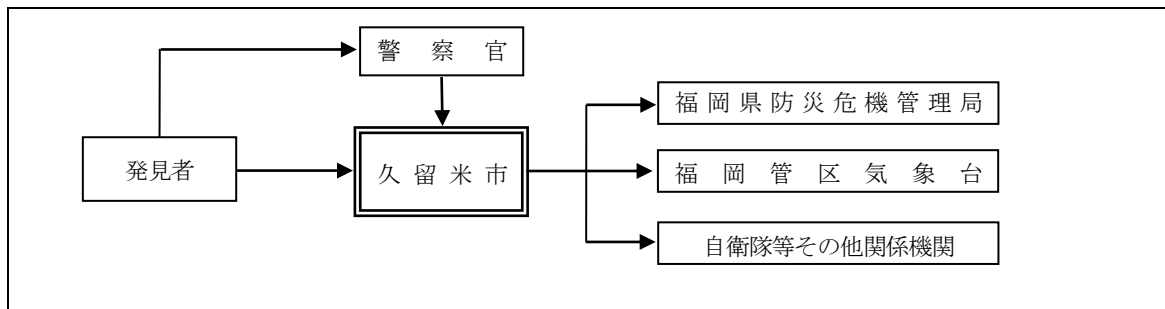 警察官
福岡県防災危機管理局
発見者
久留米市
福岡管区気象台
自衛隊等その他関係機関